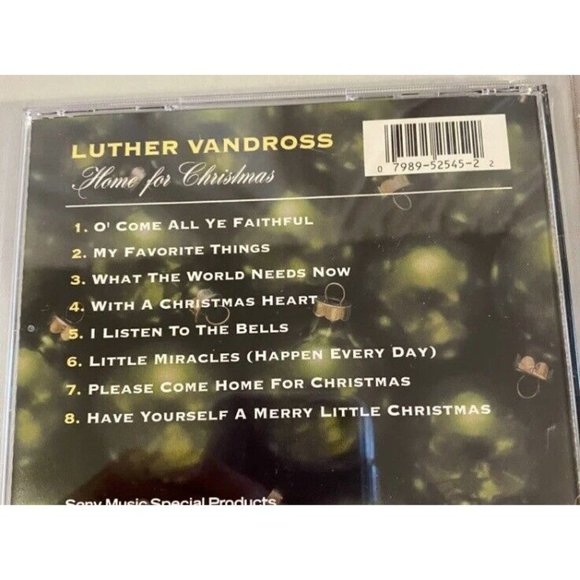 LUTHER VANDROSS
Home for Christmas
0 7989-52545-2 2
1. O' COME ALL YE FAITHFUL
2. MY FAVORITE THINGS
3. WHAT THE WORLD NEEDS NOW
4. WITH A CHRISTMAS HEART
5. I LISTEN TO THE BELLS
6. LITTLE MIRACLES (HAPPEN EVERY DAY)
7. PLEASE COME HOME FOR CHRISTMAS
8. HAVE YOURSELF A MERRY LITTLE CHRISTMAS
Sony Music Special Products